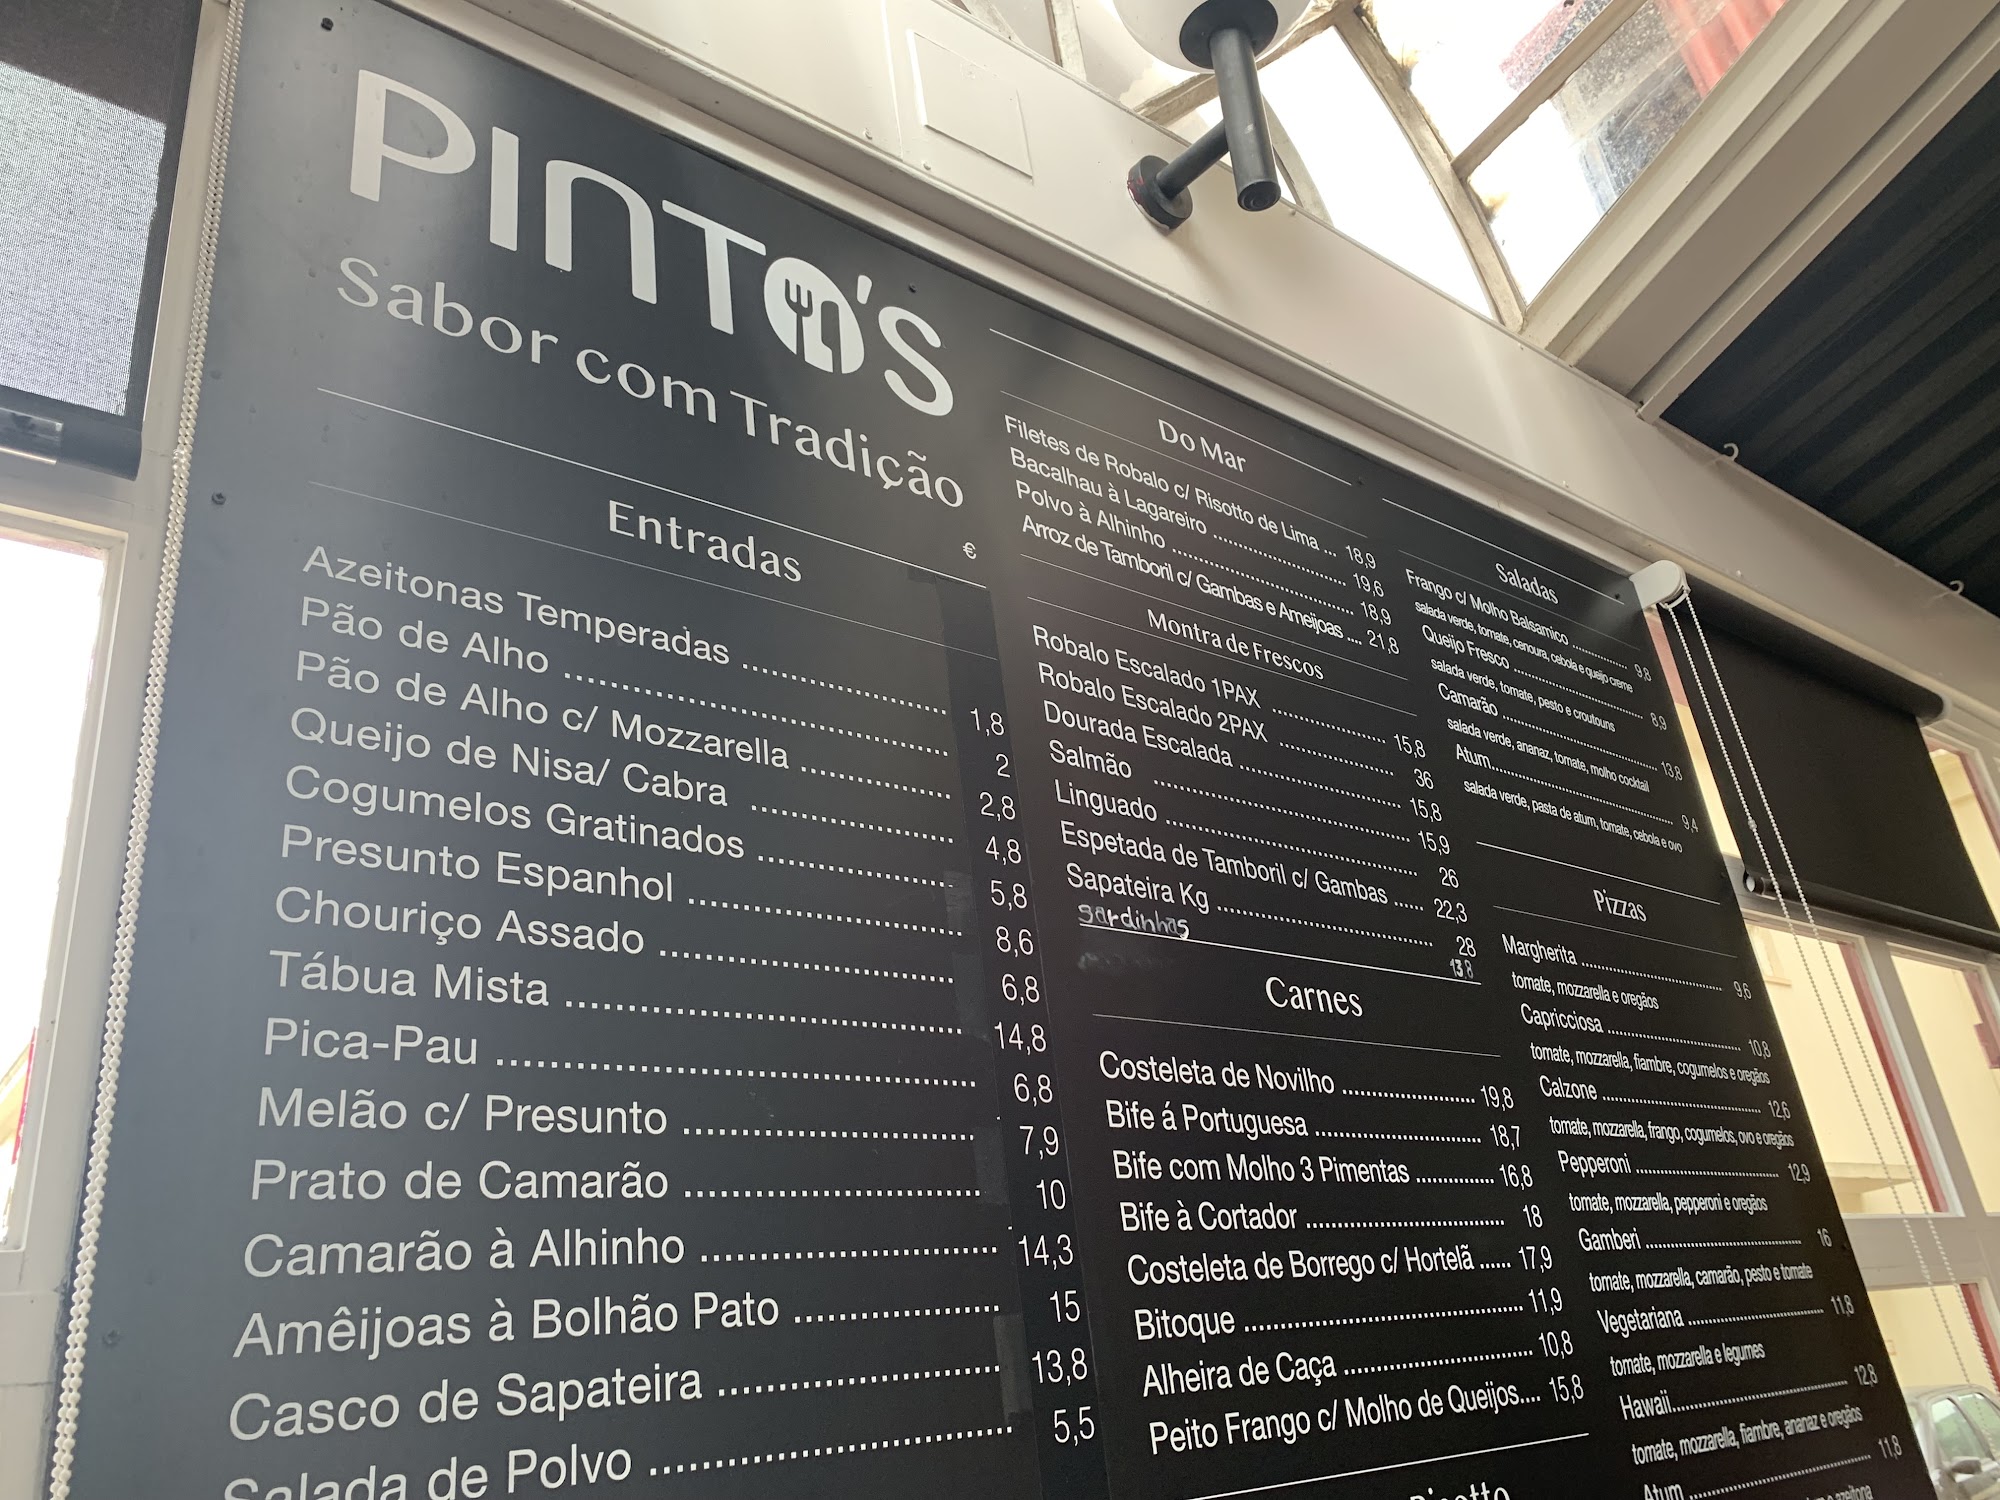 PINTO'S
Sabor com Tradição
Entradas
€
Azeitonas Temperadas ..................... 1,8
Pão de Alho ..................... 2
Pão de Alho c/ Mozzarella ..................... 2,8
Queijo de Nisa/ Cabra ..................... 4,8
Cogumelos Gratinados ..................... 5,8
Presunto Espanhol ..................... 8,6
Chouriço Assado ..................... 6,8
Tábua Mista ..................... 14,8
Pica-Pau ..................... 6,8
Melão c/ Presunto ..................... 7,9
Prato de Camarão ..................... 10
Camarão à Alhinho ..................... 14,3
Amêijoas à Bolhão Pato ..................... 15
Casco de Sapateira ..................... 13,8
Salada de Polvo ..................... 5,5
Do Mar
Filetes de Robalo c/ Risotto de Lima ... 18,9
Bacalhau à Lagareiro ..................... 19,6
Polvo à Alhinho ..................... 18,9
Arroz de Tamboril c/ Gambas e Ameijoas .... 21,8
Montra de Frescos
Robalo Escalado 1PAX ..................... 15,8
Robalo Escalado 2PAX ..................... 36
Dourada Escalada ..................... 15,8
Salmão ..................... 15,9
Linguado ..................... 26
Espetada de Tamboril c/ Gambas ...... 22,3
Sapateira Kg ..................... 28
sardinhas 13,8
Carnes
Costeleta de Novilho ..................... 19,8
Bife á Portuguesa ..................... 18,7
Bife com Molho 3 Pimentas .............. 16,8
Bife à Cortador ..................... 18
Costeleta de Borrego c/ Hortelã ...... 17,9
Bitoque ..................... 11,9
Alheira de Caça ..................... 10,8
Peito Frango c/ Molho de Queijos.... 15,8
Risotto
Saladas
Frango c/ Molho Balsamico ............ 9,8
salada verde, tomate, cenoura, cebola e queijo creme
Queijo Fresco ..................... 8,9
salada verde, tomate, pesto e croutouns
Camarão ..................... 13,8
salada verde, ananaz, tomate, molho cocktail
Atum..................... 9,4
salada verde, pasta de atum, tomate, cebola e ovo
Pizzas
Margherita ..................... 9,6
tomate, mozzarella e oregãos
Capricciosa ..................... 10,8
tomate, mozzarella, fiambre, cogumelos e oregãos
Calzone ..................... 12,6
tomate, mozzarella, frango, cogumelos, ovo e oregãos
Pepperoni ..................... 12,9
tomate, mozzarella, pepperoni e oregãos
Gamberi ..................... 16
tomate, mozzarella, camarão, pesto e tomate
Vegetariana ..................... 11,8
tomate, mozzarella e legumes
Hawaii..................... 12,8
tomate, mozzarella, fiambre, ananaz e oregãos
Atum ..................... 11,8
azeitona